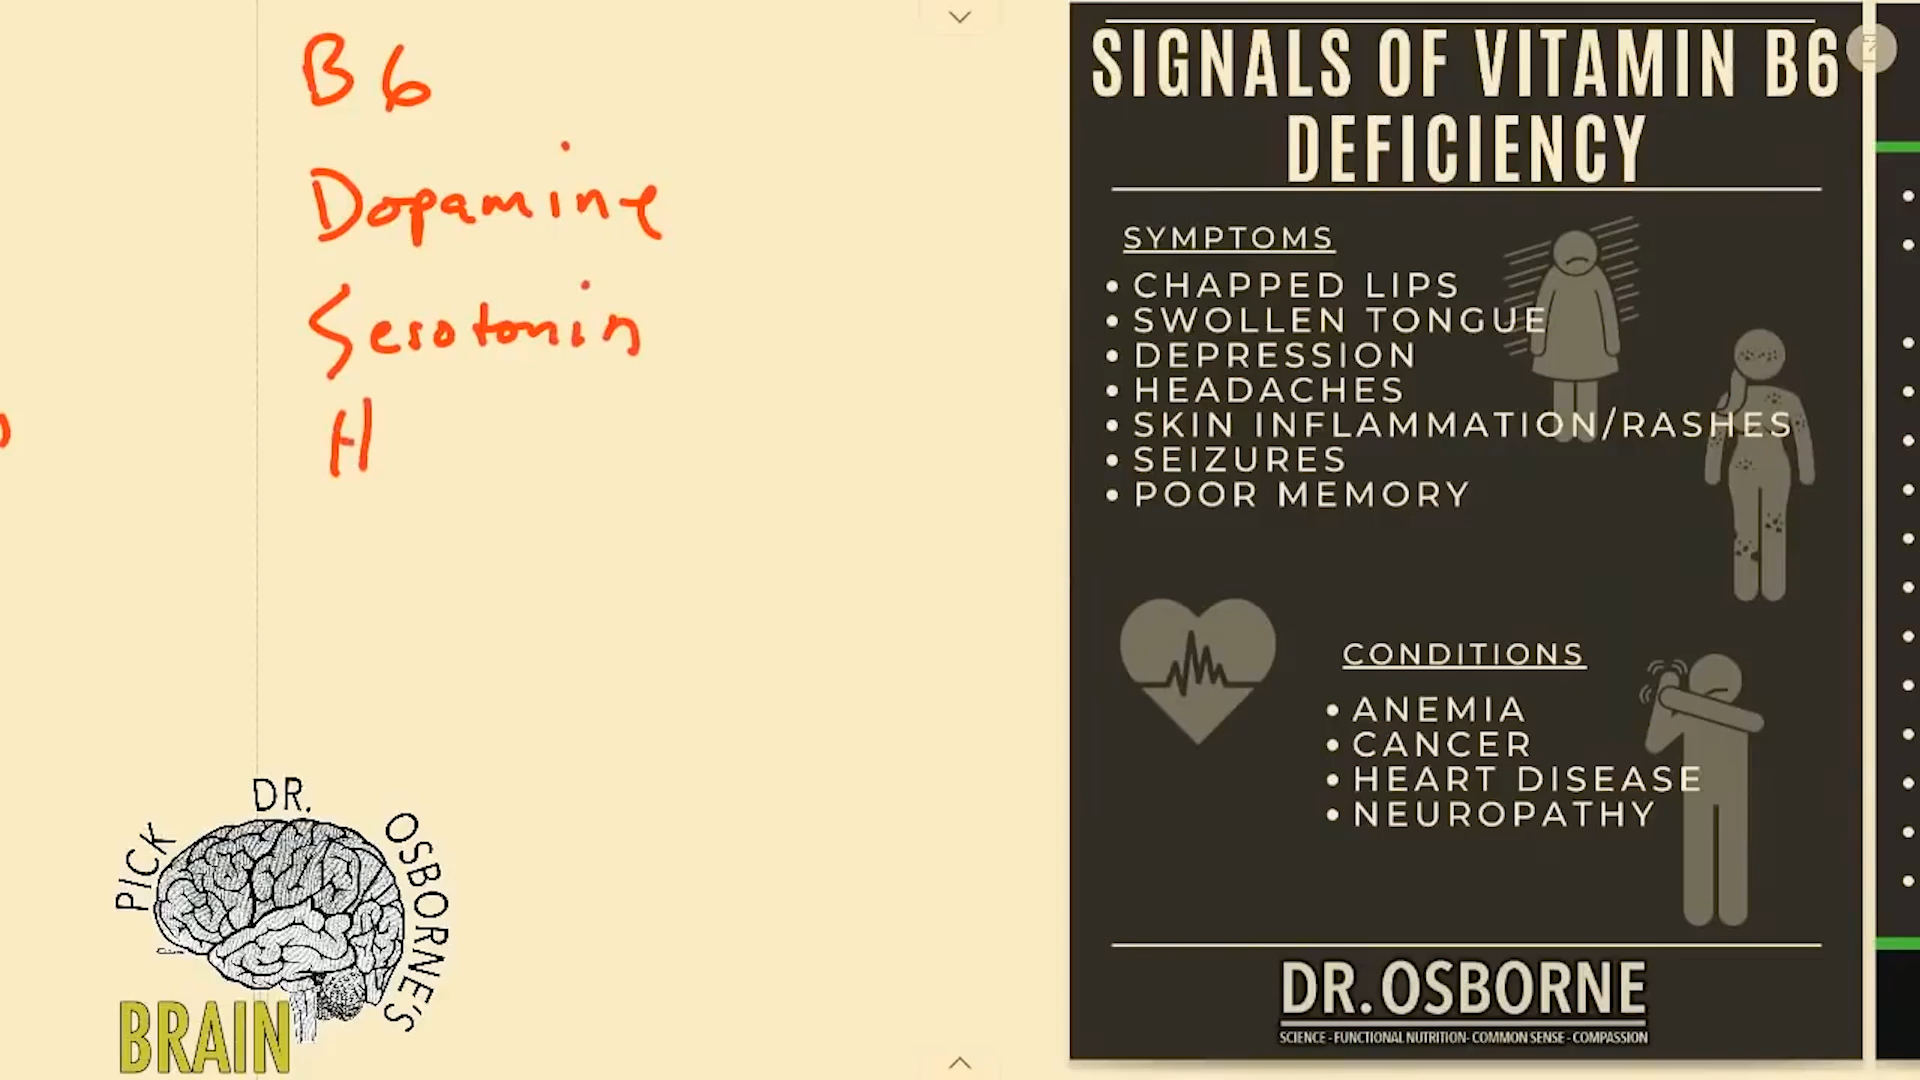 B6
Dopamine
Serotonin
H
PICK DR. OSBORNE'S
BRAIN
SIGNALS OF VITAMIN B6
DEFICIENCY
SYMPTOMS
• CHAPPED LIPS
• SWOLLEN TONGUE
• DEPRESSION
• HEADACHES
• SKIN INFLAMMATION/RASHES
• SEIZURES
• POOR MEMORY
CONDITIONS
• ANEMIA
• CANCER
• HEART DISEASE
• NEUROPATHY
DR. OSBORNE
SCIENCE - FUNCTIONAL NUTRITION- COMMON SENSE - COMPASSION